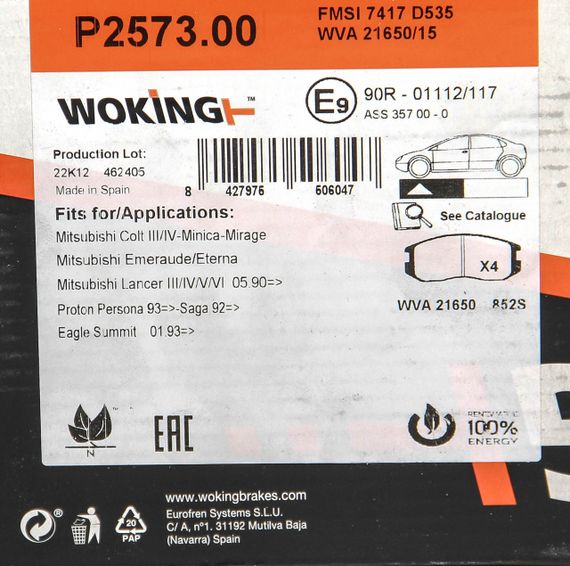 P2573.00
FMSI 7417 D535
WVA 21650/15
WOKING™
E9
90R - 01112/117
ASS 357 00 - 0
Production Lot:
22K12 462405
Made in Spain
8 427975 506047
See Catalogue
Fits for/Applications:
Mitsubishi Colt III/IV-Minica-Mirage
Mitsubishi Emeraude/Eterna
Mitsubishi Lancer III/IV/V/VI 05.90=>
Proton Persona 93=>-Saga 92=>
Eagle Summit 01.93=>
X4
WVA 21650 852S
N
EAC
100%
ENERGY
www.wokingbrakes.com
Eurofren Systems S.L.U.
C/ A, nº1. 31192 Mutilva Baja
(Navarra) Spain
20
PAP